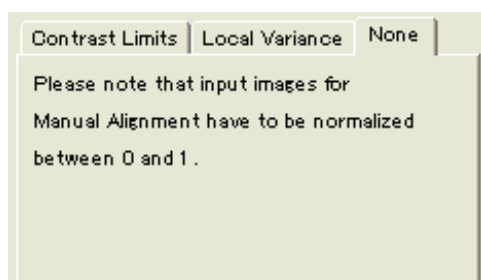 Contrast Limits Local Variance None
Please note that input images for
Manual Alignment have to be normalized
between 0 and 1 .